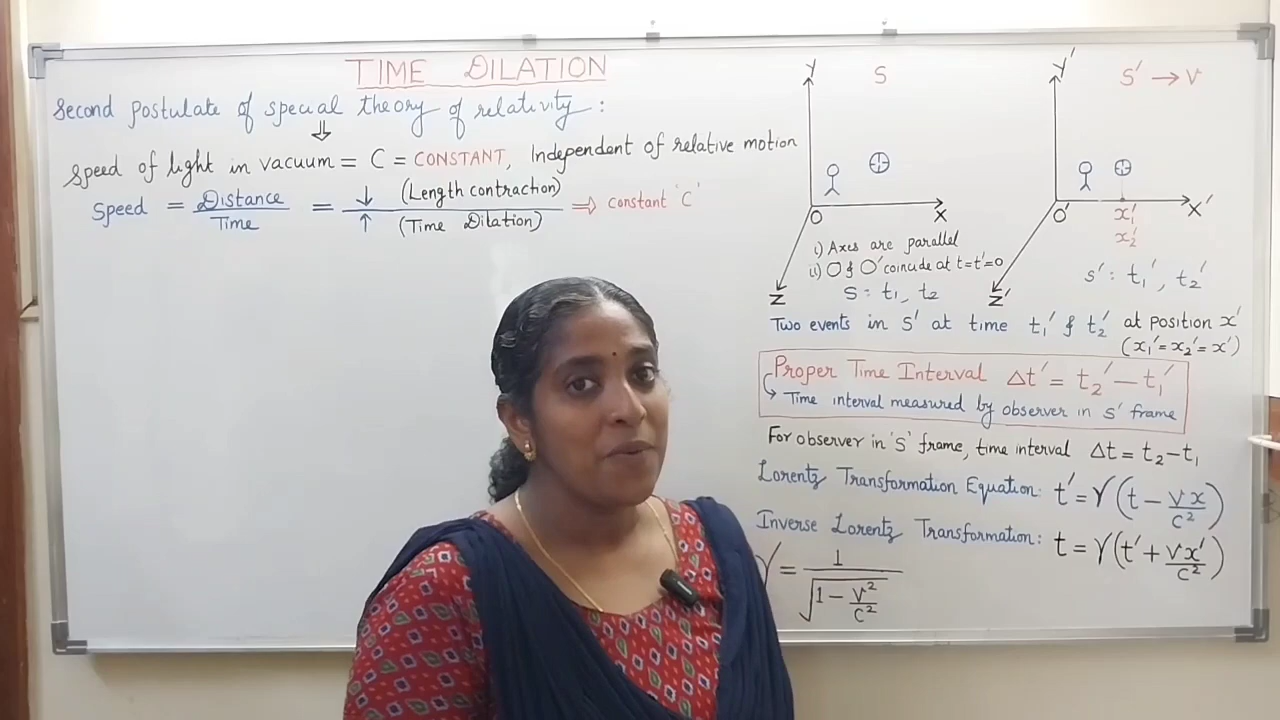 TIME DILATION
Second postulate of special theory of relativity :
⇓
Speed of light in vacuum = C = CONSTANT, Independent of relative motion
Speed = Distance/Time = ↓ (Length contraction)/↑ (Time Dilation) ⇒ constant 'C'
Y
S
O
X
Z
Y'
S' → V
O'
X'
Z'
x₁'
x₂'
i) Axes are parallel
ii) O & O' coincide at t=t'=0
S : t₁, t₂
S' : t₁', t₂'
Two events in S' at time t₁' & t₂' at position x'
(x₁'=x₂'=x')
Proper Time Interval Δt' = t₂' − t₁'
↳ Time interval measured by observer in S' frame
For observer in 'S' frame, time interval Δt = t₂−t₁
Lorentz Transformation Equation: t' = γ (t − vx/c²)
Inverse Lorentz Transformation: t = γ (t' + vx'/c²)
γ = 1/√(1 − v²/c²)